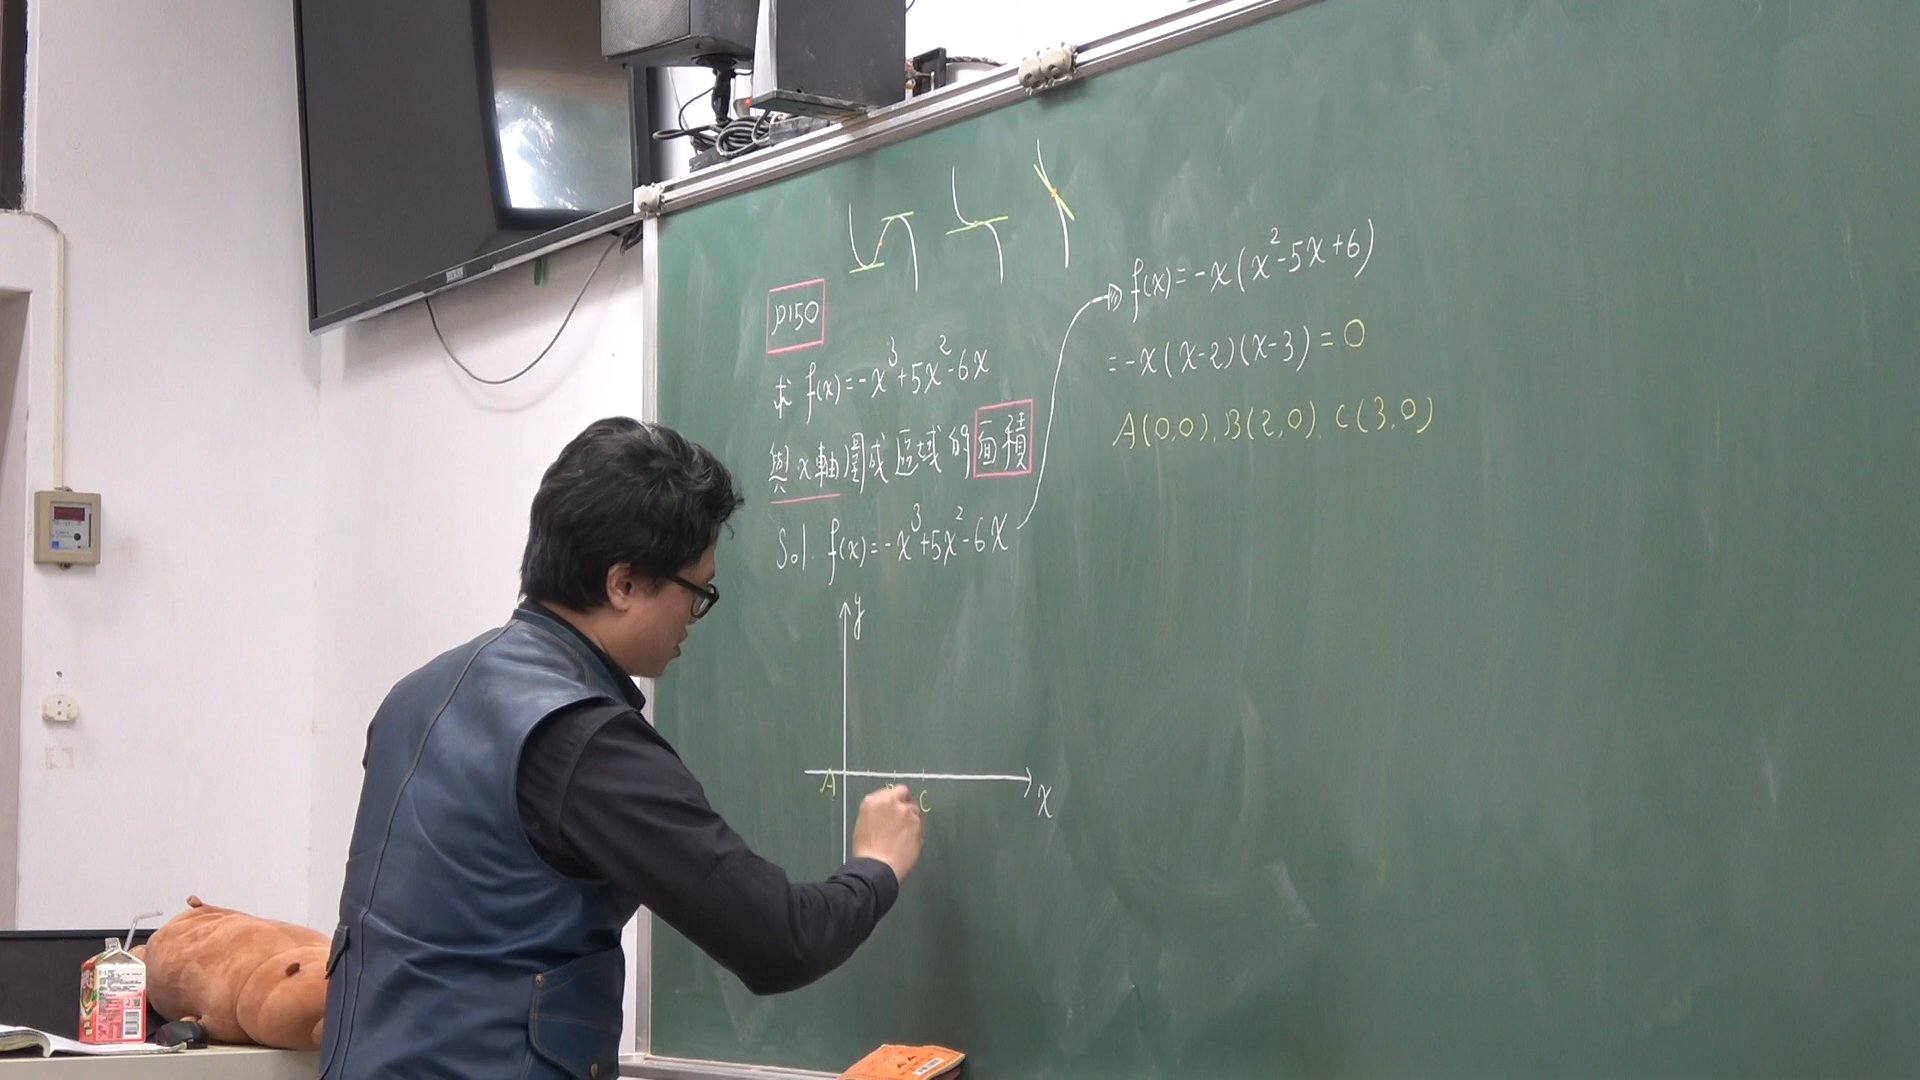 P150
求 f(x)=-x³+5x²-6x
與x軸圍成區域的面積
Sol. f(x)=-x³+5x²-6x
y
A
C
x
f(x)=-x(x²-5x+6)
=-x(x-2)(x-3)=0
A(0,0), B(2,0), C(3,0)